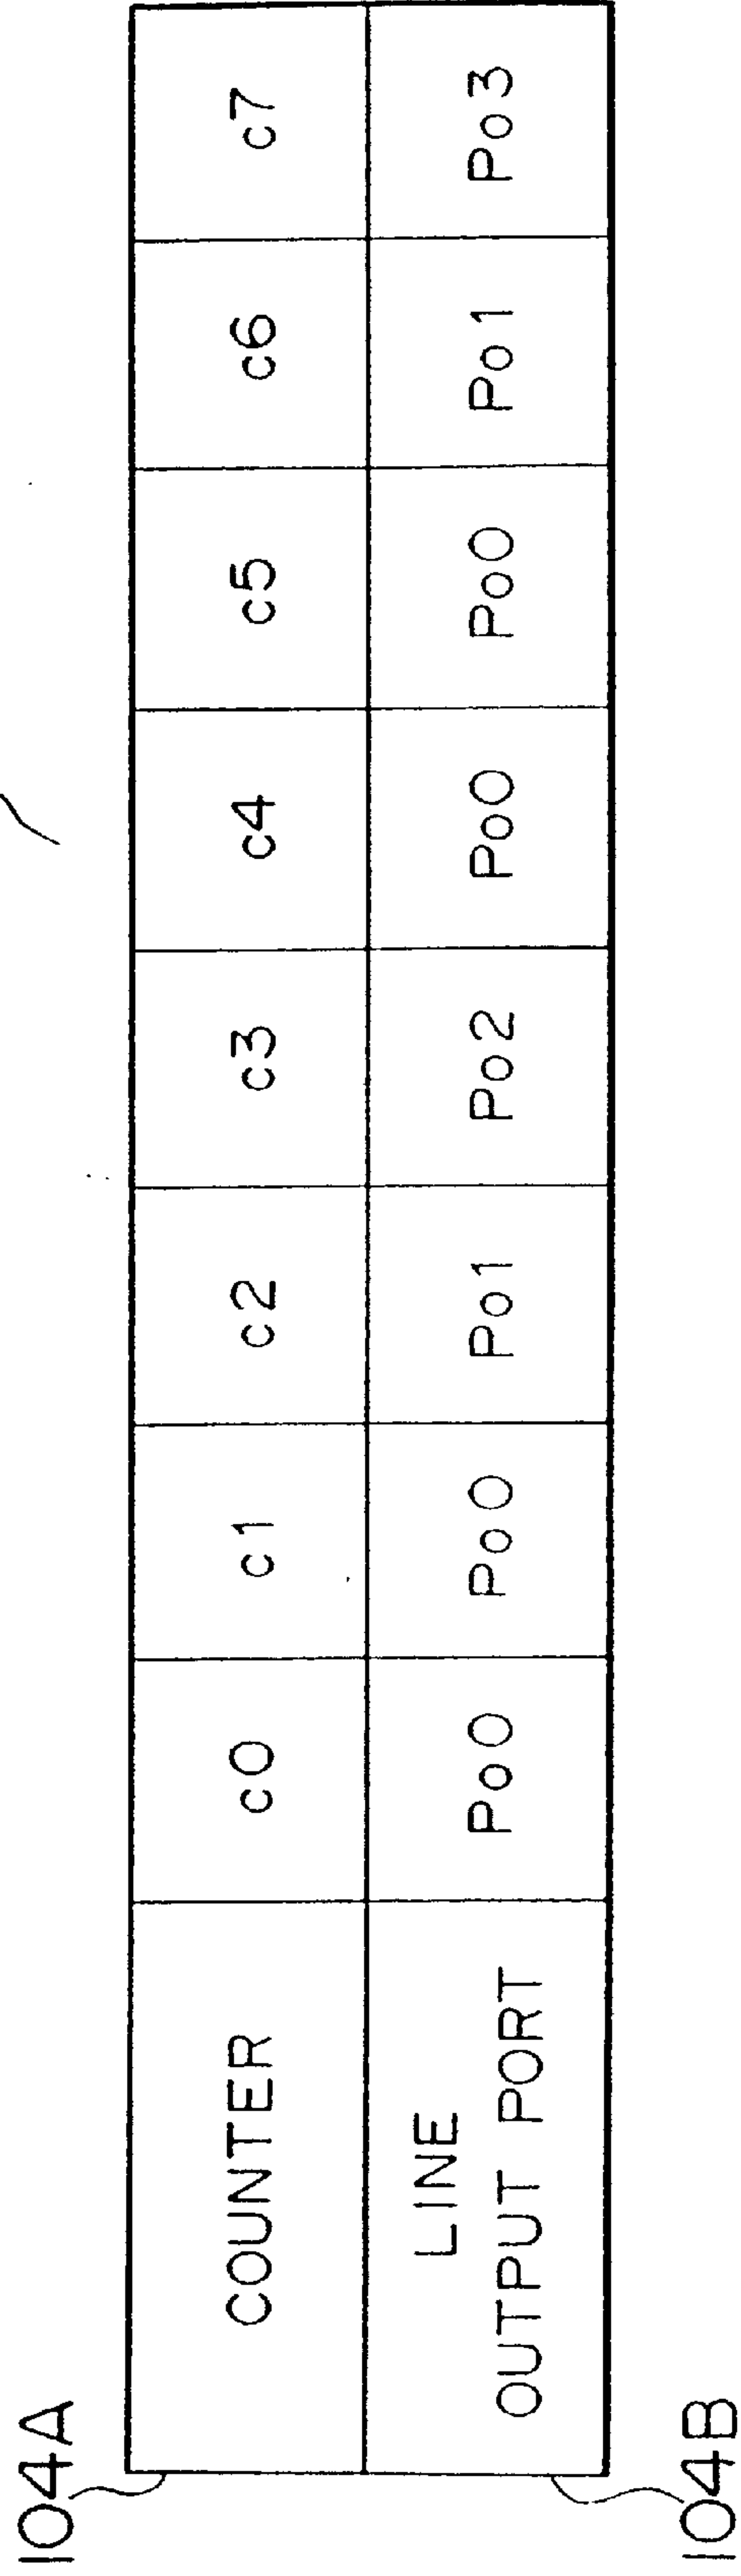 104A
COUNTER c0 c1 c2 c3 c4 c5 c6 c7
LINE
OUTPUT PORT Po0 Po0 Po1 Po2 Po0 Po0 Po1 Po3
104B